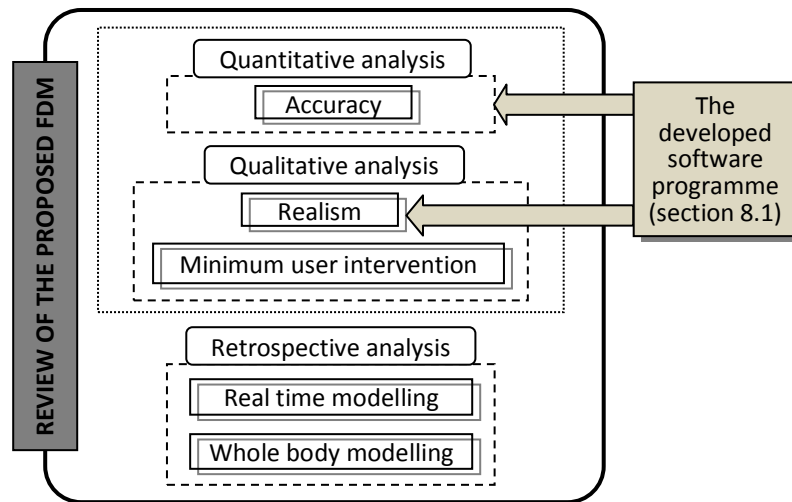 REVIEW OF THE PROPOSED FDM
Quantitative analysis
Accuracy
Qualitative analysis
Realism
Minimum user intervention
Retrospective analysis
Real time modelling
Whole body modelling
The
developed
software
programme
(section 8.1)